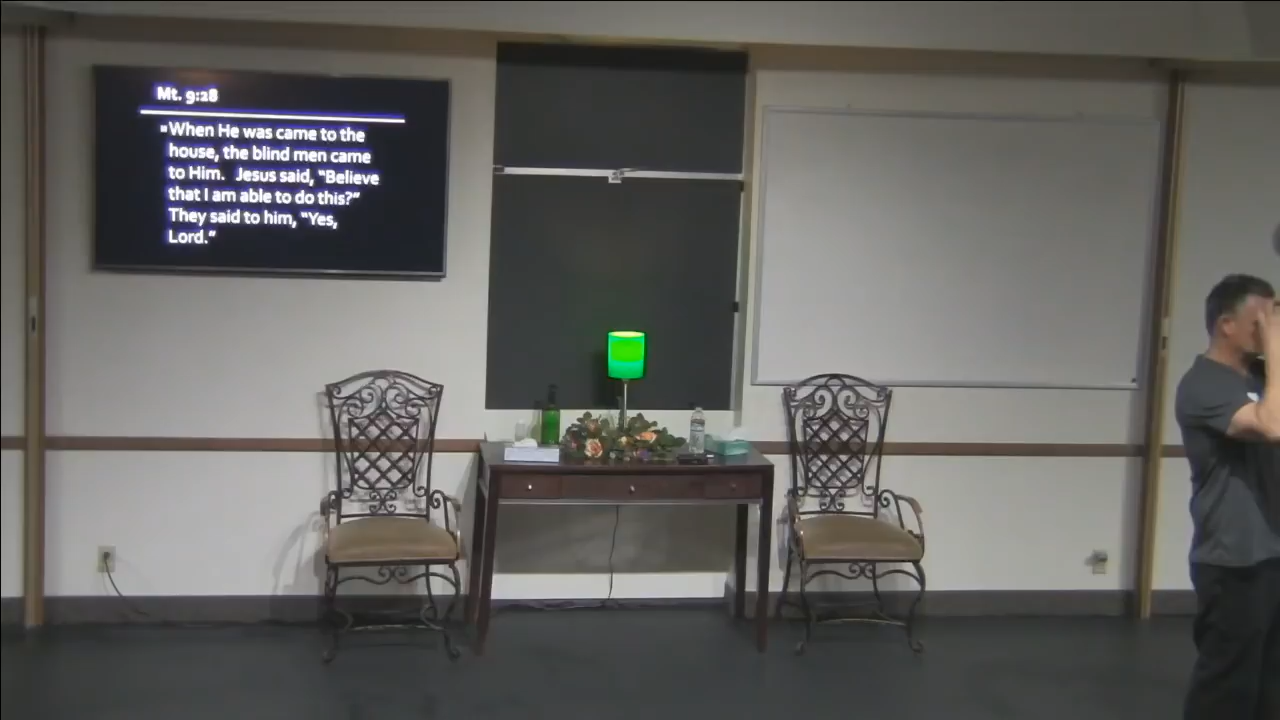 Mt. 9:28
▪When He was came to the
house, the blind men came
to Him. Jesus said, “Believe
that I am able to do this?”
They said to him, “Yes,
Lord.”